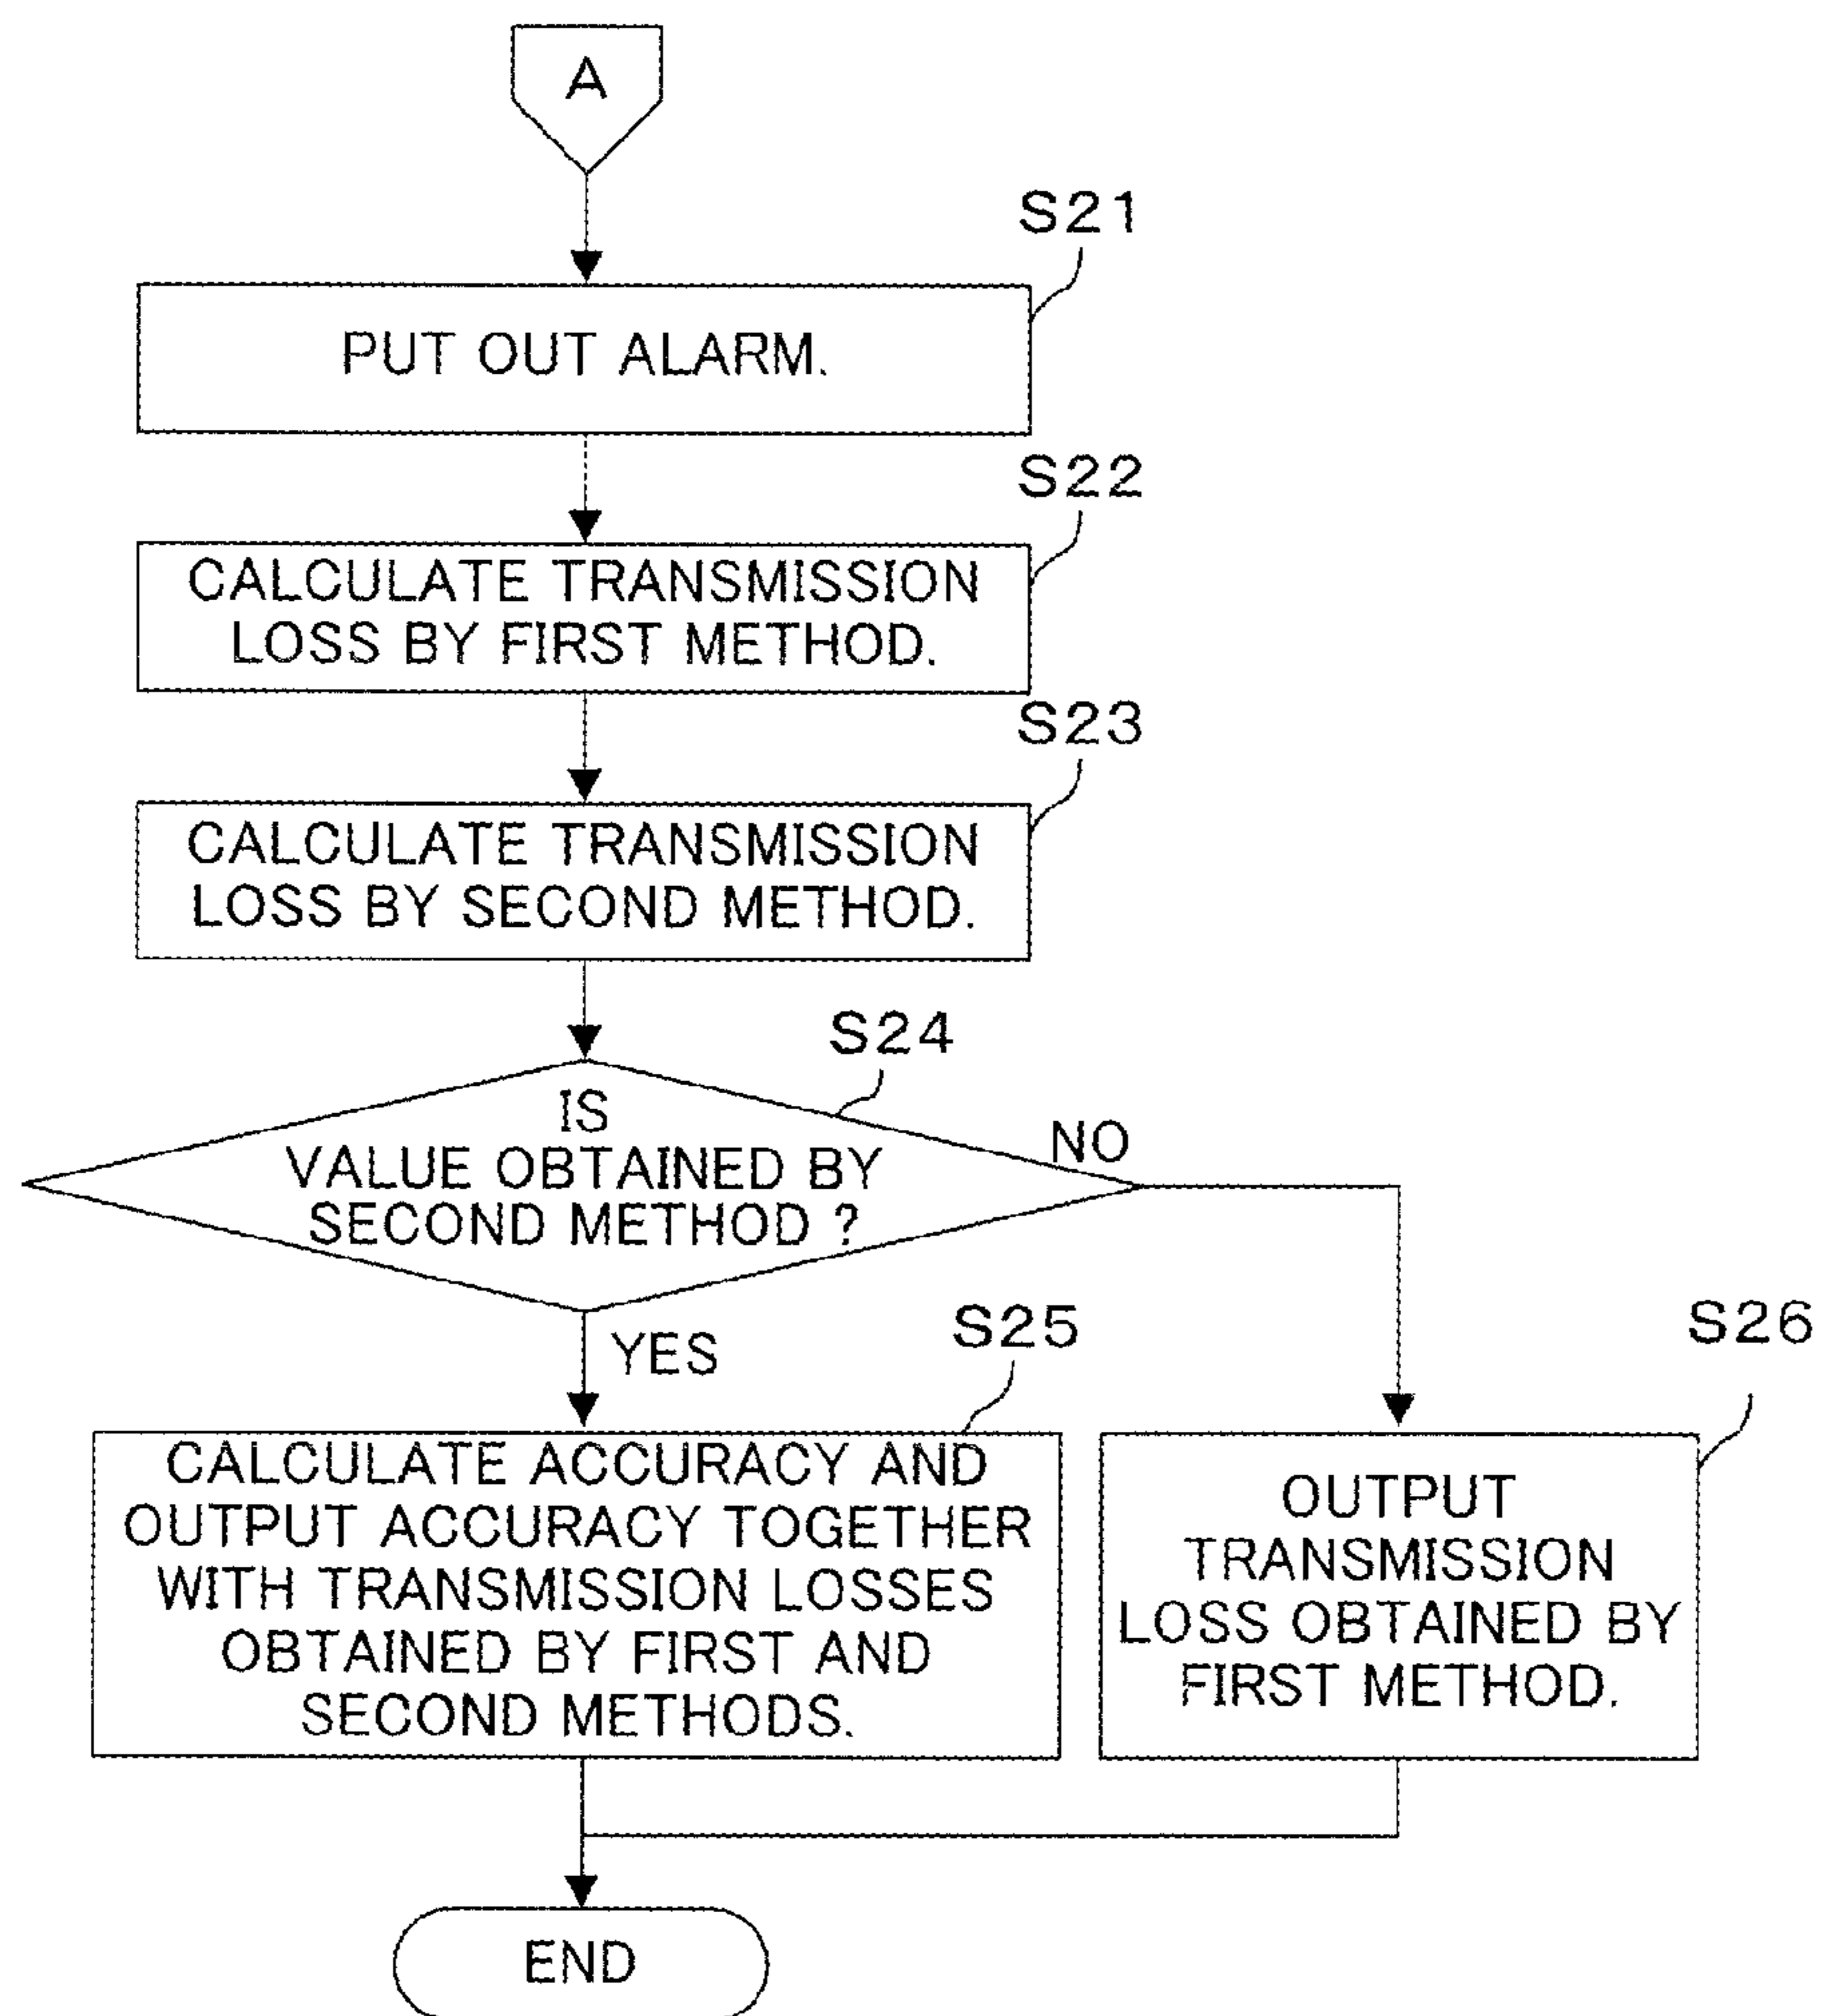 A
S21
PUT OUT ALARM.
S22
CALCULATE TRANSMISSION
LOSS BY FIRST METHOD.
S23
CALCULATE TRANSMISSION
LOSS BY SECOND METHOD.
S24
IS
VALUE OBTAINED BY
SECOND METHOD ?
NO
YES
S25
CALCULATE ACCURACY AND
OUTPUT ACCURACY TOGETHER
WITH TRANSMISSION LOSSES
OBTAINED BY FIRST AND
SECOND METHODS.
S26
OUTPUT
TRANSMISSION
LOSS OBTAINED BY
FIRST METHOD.
END